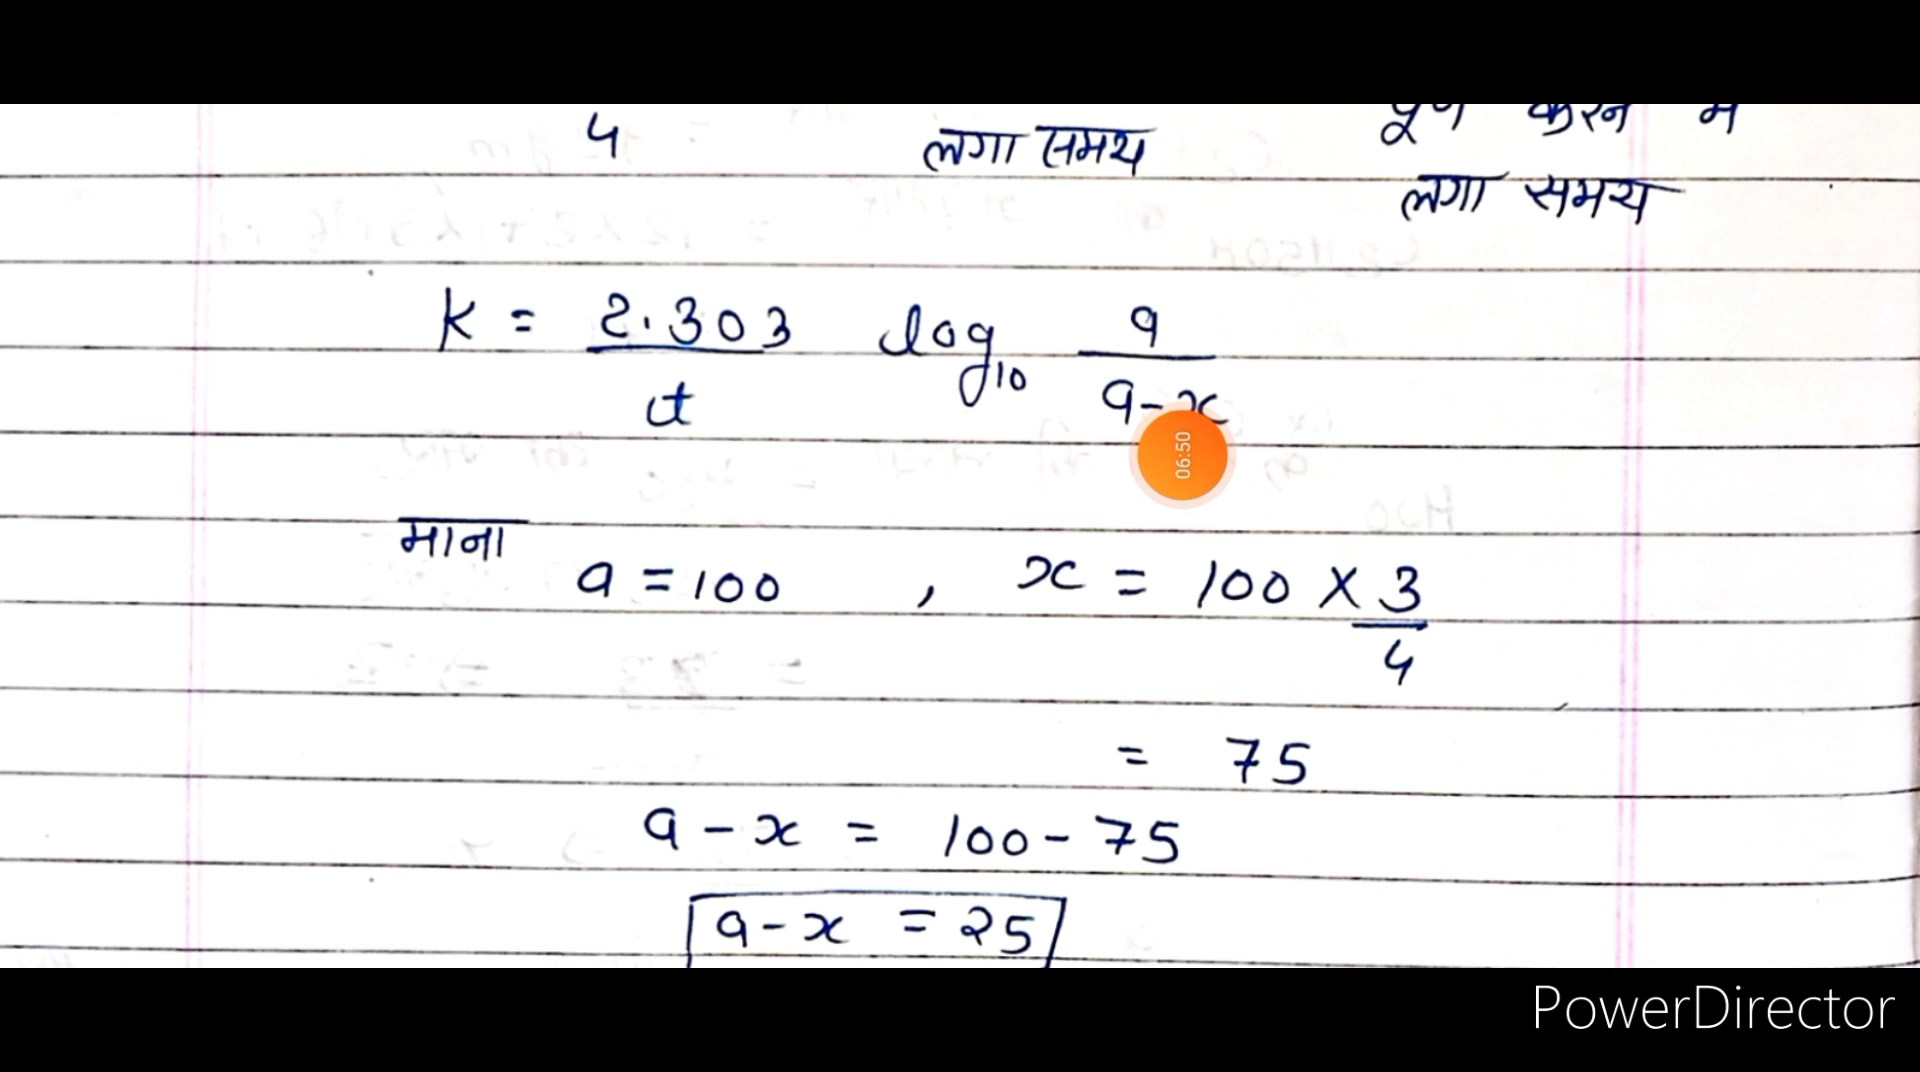 4 लगा समय पूर्ण करने में
लगा समय
K = 2.303 log10 a
t a-x
06:50
माना
a = 100 , x = 100 × 3
4
= 75
a - x = 100 - 75
a - x = 25
PowerDirector